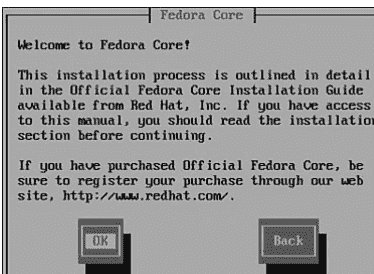 Fedora Core
Welcome to Fedora Core!
This installation process is outlined in detail
in the Official Fedora Core Installation Guide
available from Red Hat, Inc. If you have access
to this manual, you should read the installation
section before continuing.
If you have purchased Official Fedora Core, be
sure to register your purchase through our web
site, http://www.redhat.com/.
OK Back